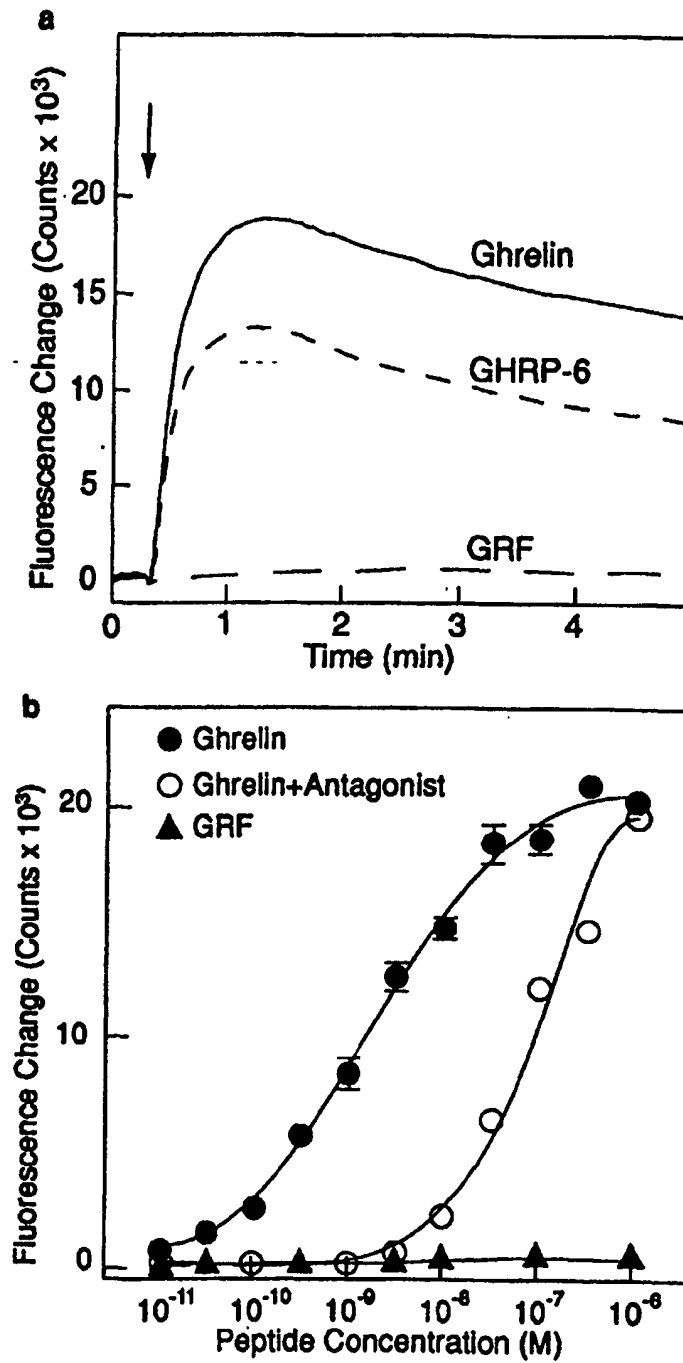 a
Fluorescence Change (Counts x 10³)
20
15
10
5
0
Ghrelin
GHRP-6
GRF
0 1 2 3 4
Time (min)
b
Fluorescence Change (Counts x 10³)
Ghrelin
Ghrelin+Antagonist
GRF
20
10
0
10⁻¹¹ 10⁻¹⁰ 10⁻⁹ 10⁻⁸ 10⁻⁷ 10⁻⁶
Peptide Concentration (M)